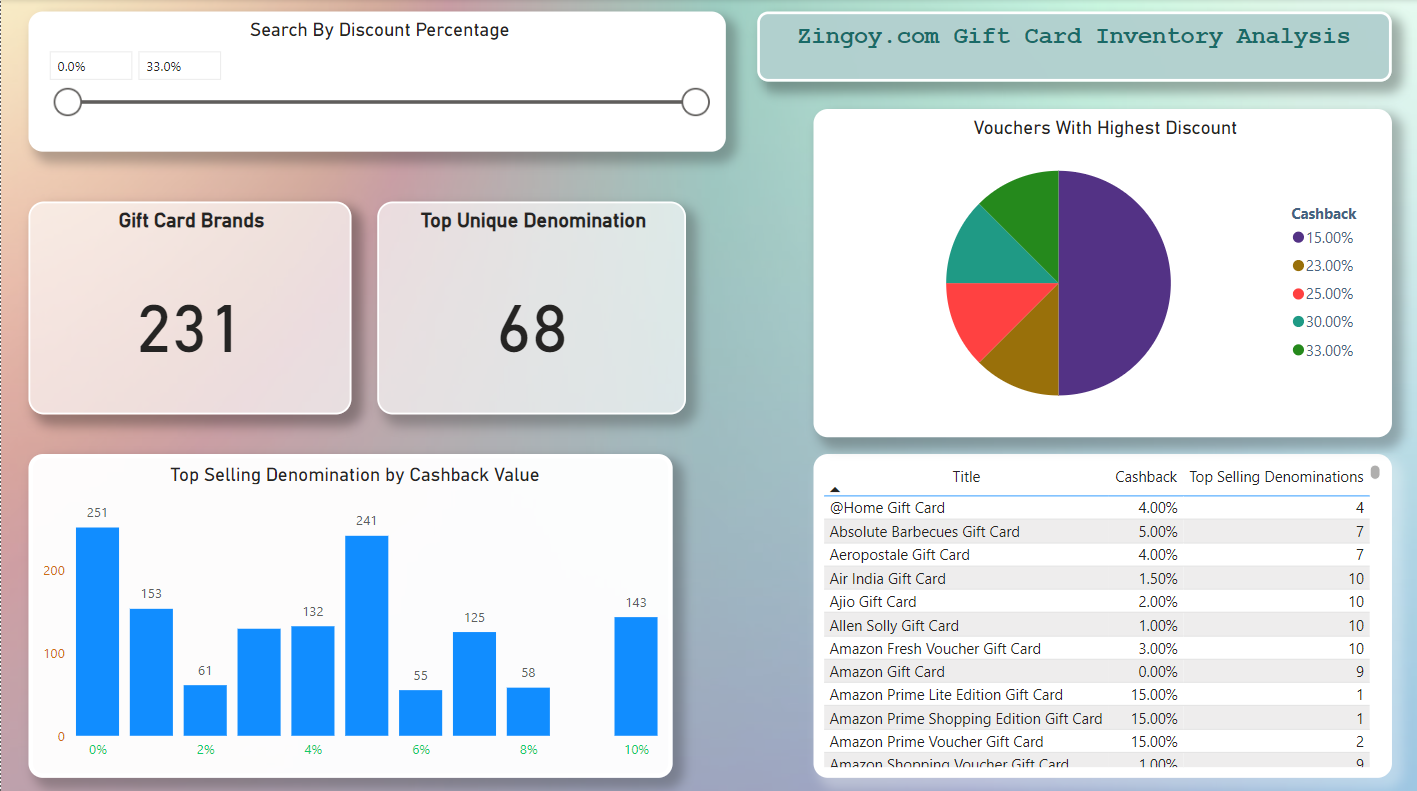 Search By Discount Percentage
0.0%
33.0%
Zingoy.com Gift Card Inventory Analysis
Gift Card Brands
231
Top Unique Denomination
68
Vouchers With Highest Discount
Cashback
15.00%
23.00%
25.00%
30.00%
33.00%
Top Selling Denomination by Cashback Value
251
153
61
132
241
55
125
58
143
200
100
0
0%
2%
4%
6%
8%
10%
Title Cashback Top Selling Denominations
@Home Gift Card 4.00% 4
Absolute Barbecues Gift Card 5.00% 7
Aeropostale Gift Card 4.00% 7
Air India Gift Card 1.50% 10
Ajio Gift Card 2.00% 10
Allen Solly Gift Card 1.00% 10
Amazon Fresh Voucher Gift Card 3.00% 10
Amazon Gift Card 0.00% 9
Amazon Prime Lite Edition Gift Card 15.00% 1
Amazon Prime Shopping Edition Gift Card 15.00% 1
Amazon Prime Voucher Gift Card 15.00% 2
Amazon Shopping Voucher Gift Card 1.00% 9